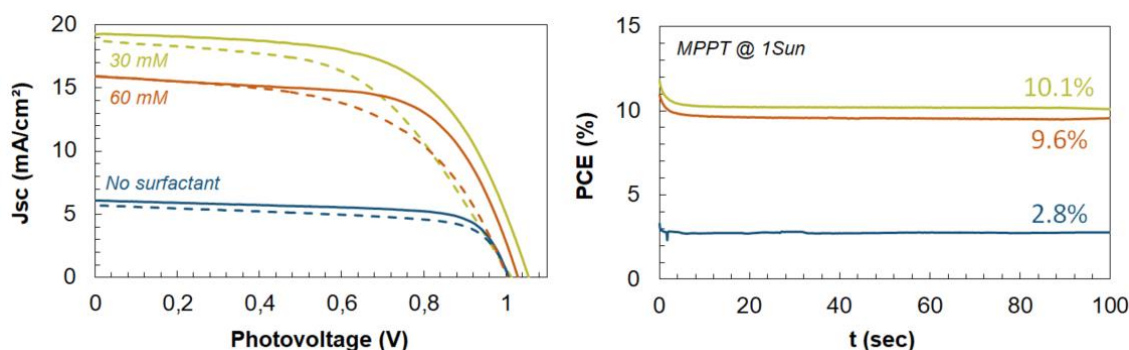 20
15
10
5
0
Jsc (mA/cm²)
30 mM
60 mM
No surfactant
0 0,2 0,4 0,6 0,8 1
Photovoltage (V)
15
10
5
0
PCE (%)
MPPT @ 1Sun
10.1%
9.6%
2.8%
0 20 40 60 80 100
t (sec)